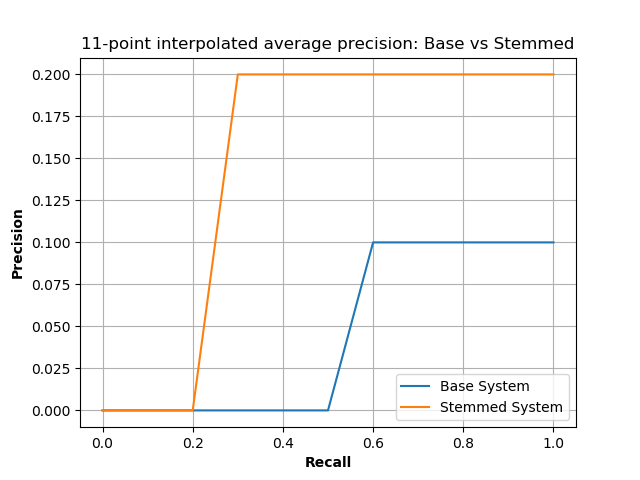 11-point interpolated average precision: Base vs Stemmed
0.200
0.175
0.150
0.125
0.100
0.075
0.050
0.025
0.000
Precision
Base System
Stemmed System
0.0 0.2 0.4 0.6 0.8 1.0
Recall